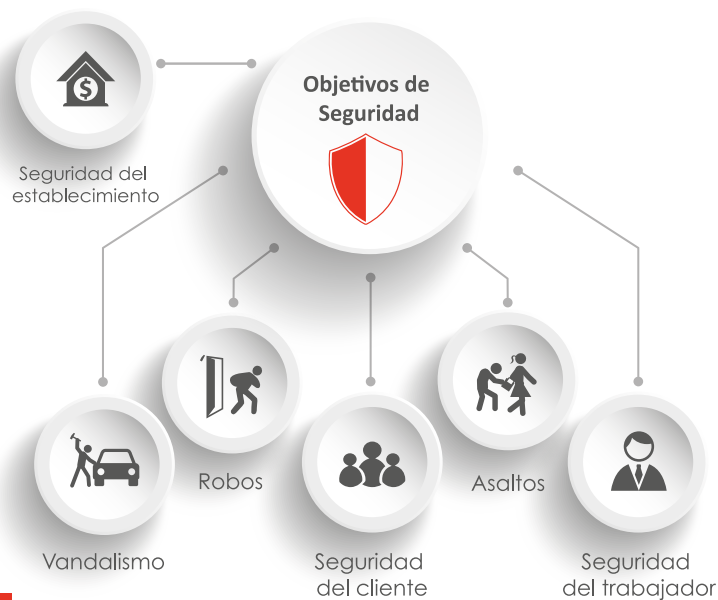 Objetivos de
Seguridad
$
Seguridad del
establecimiento
Robos
Asaltos
Vandalismo
Seguridad
del cliente
Seguridad
del trabajador